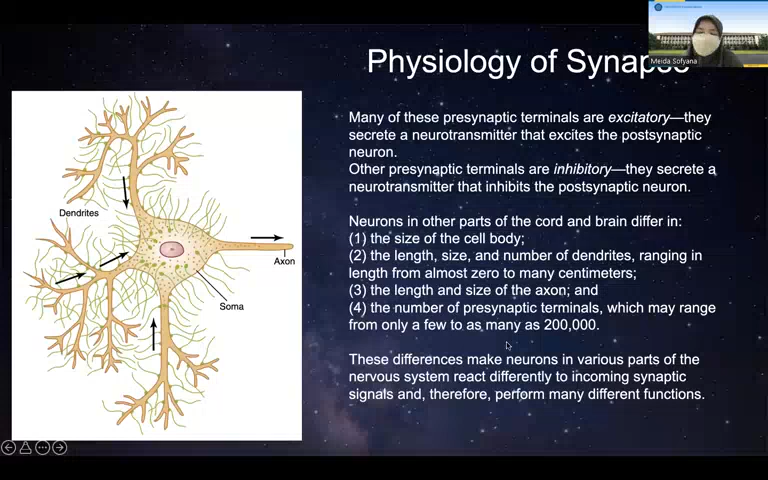 Physiology of Synapse
Meida Sofyana
Many of these presynaptic terminals are excitatory—they
secrete a neurotransmitter that excites the postsynaptic
neuron.
Other presynaptic terminals are inhibitory—they secrete a
neurotransmitter that inhibits the postsynaptic neuron.
Neurons in other parts of the cord and brain differ in:
(1) the size of the cell body;
(2) the length, size, and number of dendrites, ranging in
length from almost zero to many centimeters;
(3) the length and size of the axon; and
(4) the number of presynaptic terminals, which may range
from only a few to as many as 200,000.
These differences make neurons in various parts of the
nervous system react differently to incoming synaptic
signals and, therefore, perform many different functions.
Dendrites
Axon
Soma